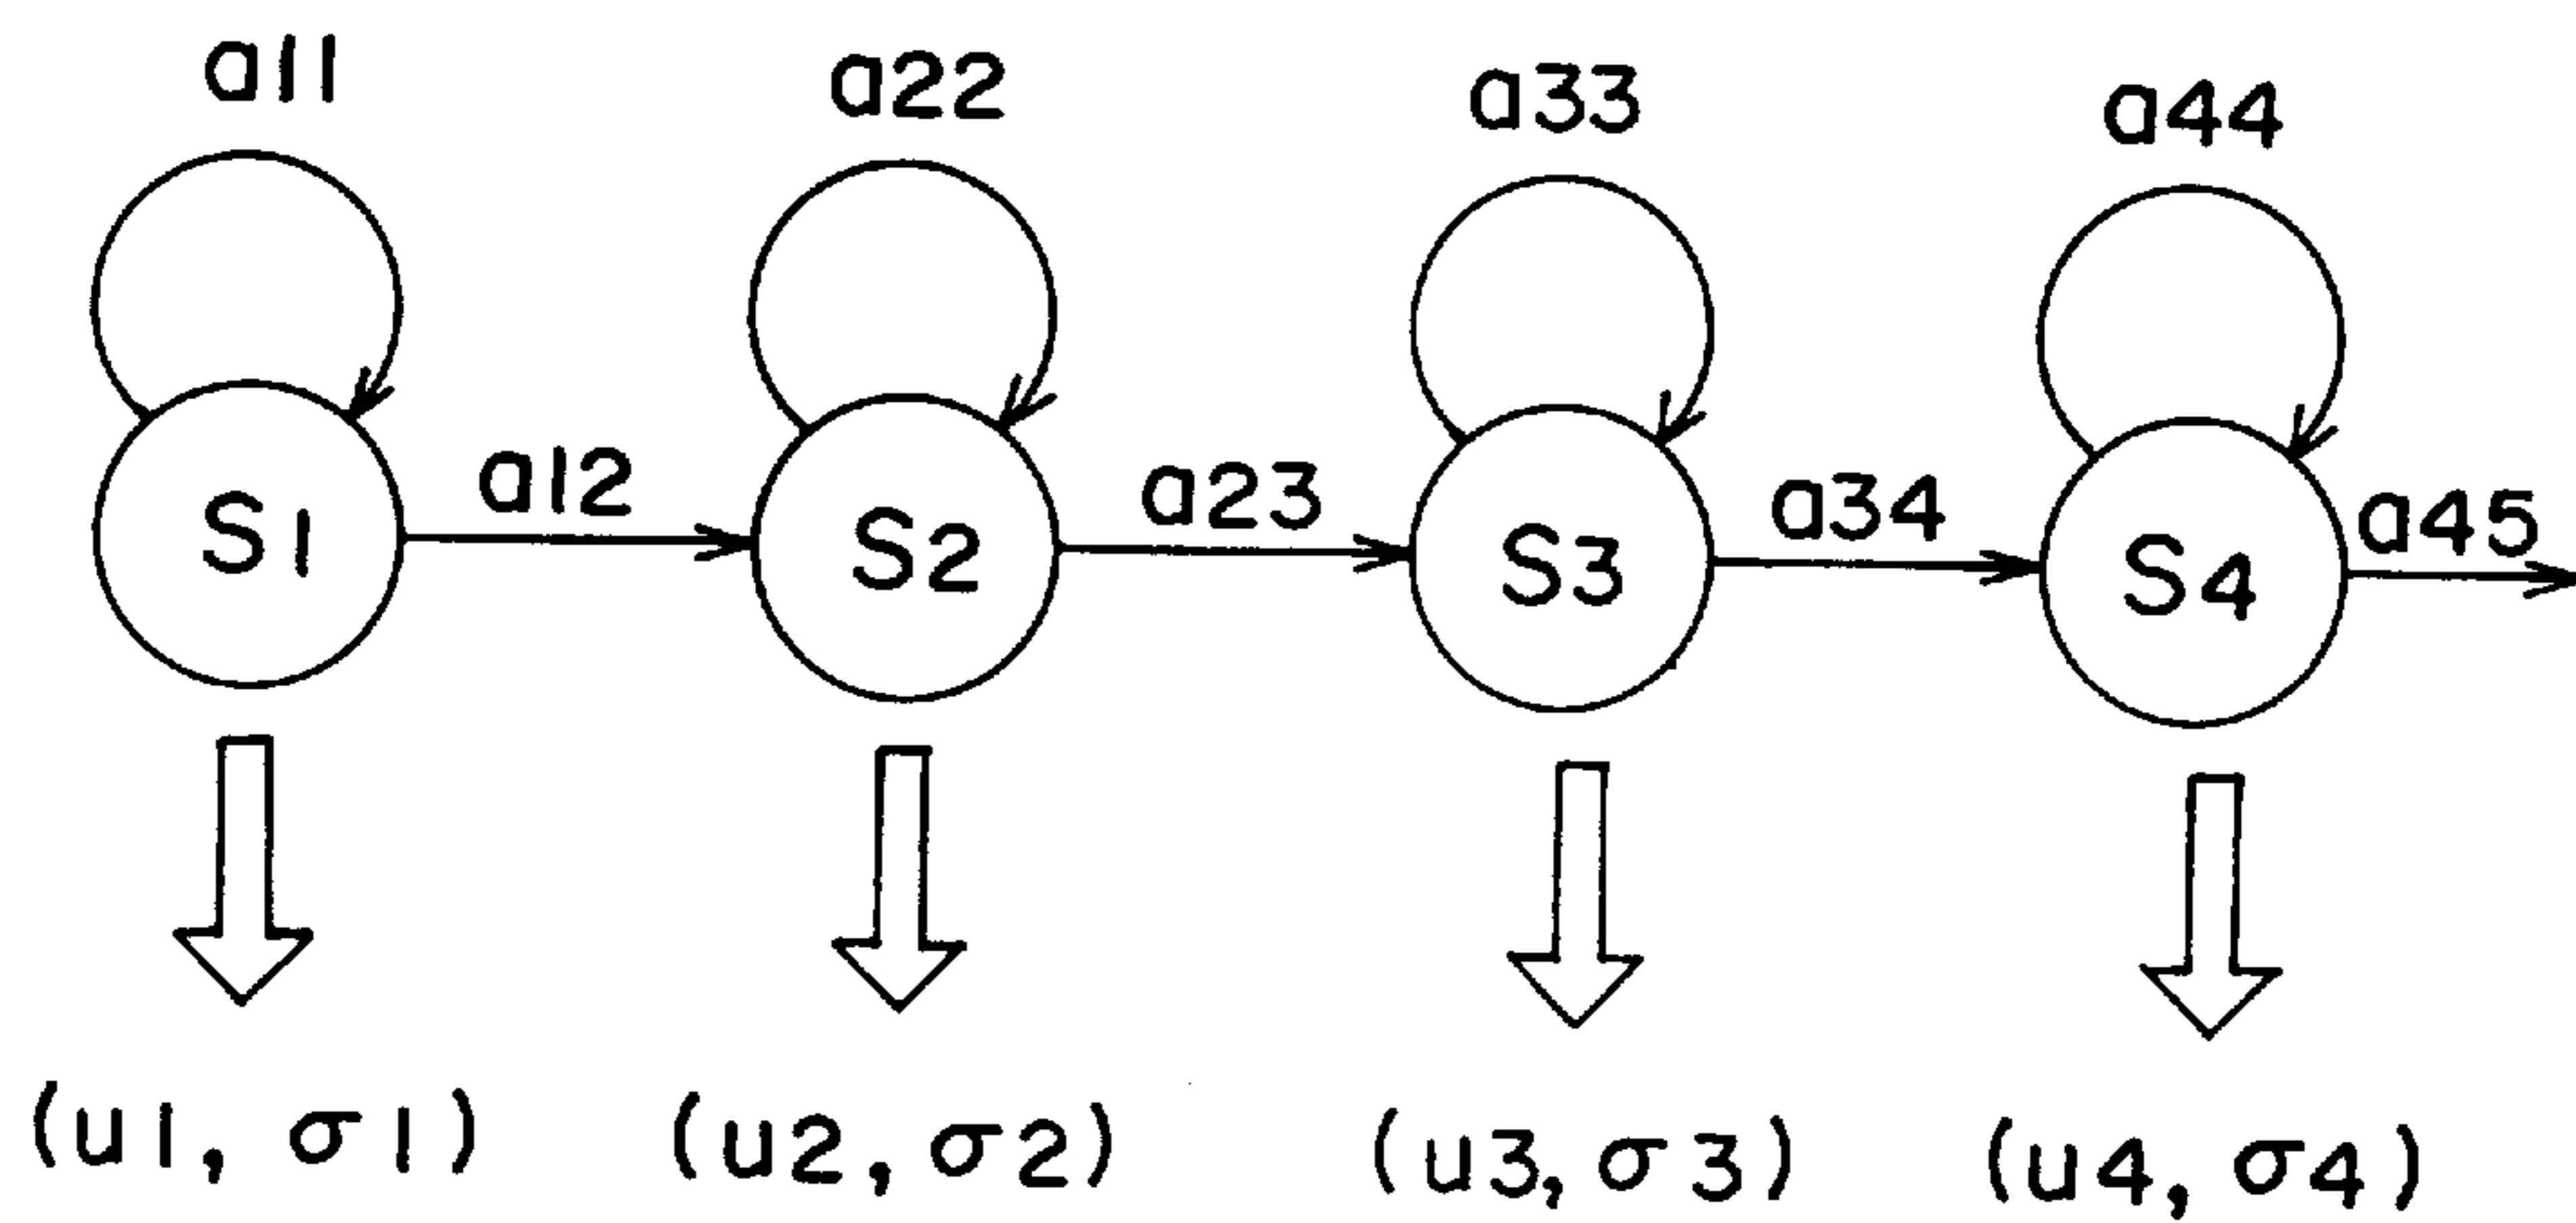 a11 a22 a33 a44
a12 a23 a34 a45
S1 S2 S3 S4
(u1, σ1) (u2, σ2) (u3, σ3) (u4, σ4)